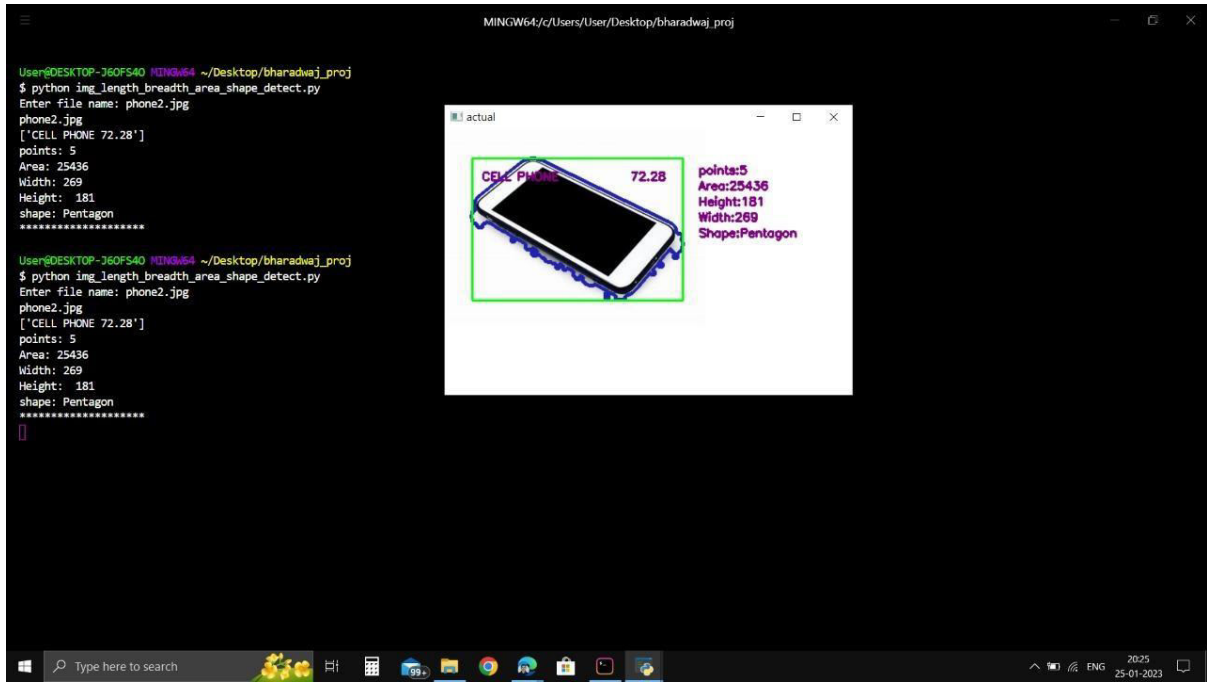 MINGW64:/c/Users/User/Desktop/bharadwaj_proj
User@DESKTOP-J6OFS4O MINGW64 ~/Desktop/bharadwaj_proj
$ python img_length_breadth_area_shape_detect.py
Enter file name: phone2.jpg
phone2.jpg
['CELL PHONE 72.28']
points: 5
Area: 25436
Width: 269
Height:  181
shape: Pentagon
********************
User@DESKTOP-J6OFS4O MINGW64 ~/Desktop/bharadwaj_proj
$ python img_length_breadth_area_shape_detect.py
Enter file name: phone2.jpg
phone2.jpg
['CELL PHONE 72.28']
points: 5
Area: 25436
Width: 269
Height:  181
shape: Pentagon
********************
actual
CELL PHONE 72.28
points:5
Area:25436
Height:181
Width:269
Shape:Pentagon
Type here to search
99+
ENG
20:25
25-01-2023